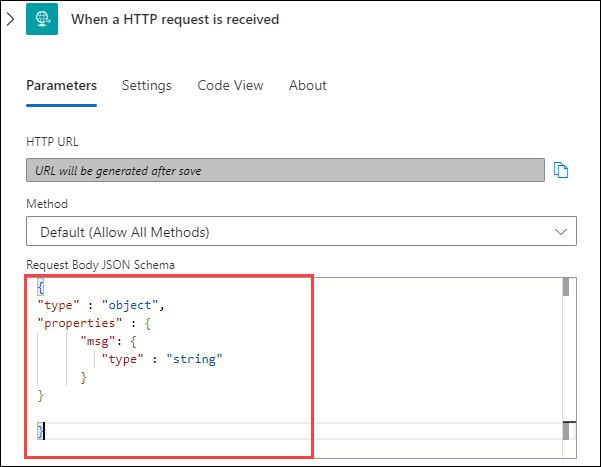 When a HTTP request is received
Parameters Settings Code View About
HTTP URL
URL will be generated after save
Method
Default (Allow All Methods)
Request Body JSON Schema
{
"type" : "object",
"properties" : {
"msg": {
"type" : "string"
}
}
}